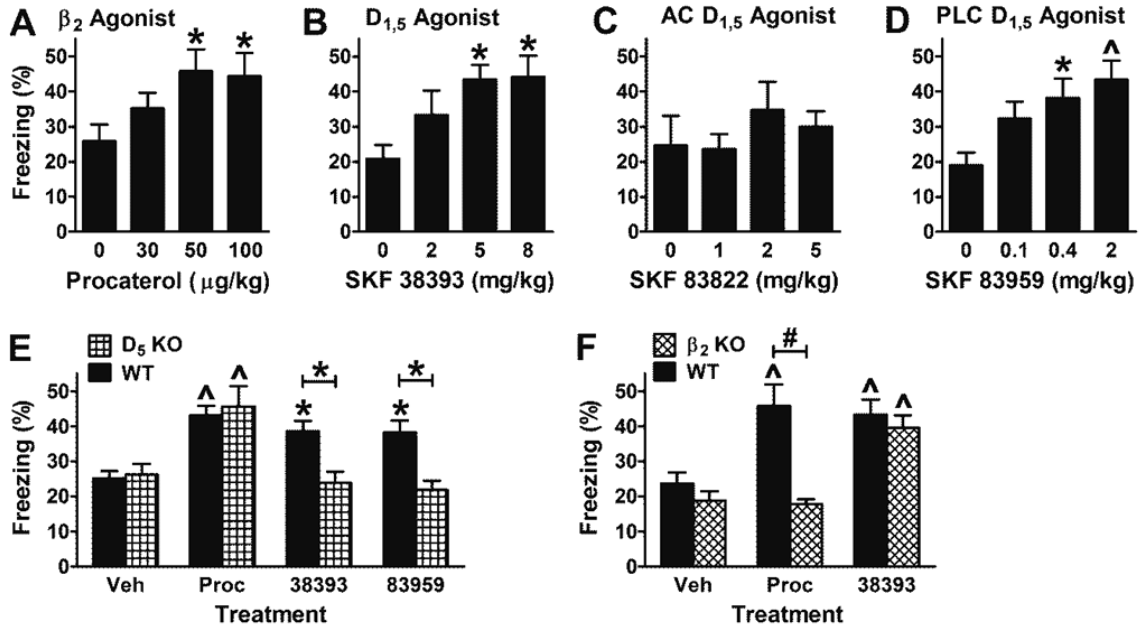 A β2 Agonist
Freezing (%)
50
40
30
20
10
0
* *
0 30 50 100
Procaterol ( μg/kg)
B D1,5 Agonist
50
40
30
20
10
0
* *
0 2 5 8
SKF 38393 (mg/kg)
C AC D1,5 Agonist
50
40
30
20
10
0
0 1 2 5
SKF 83822 (mg/kg)
D PLC D1,5 Agonist
50
40
30
20
10
0
* ^
0 0.1 0.4 2
SKF 83959 (mg/kg)
E D5 KO
WT
Freezing (%)
50
40
30
20
10
0
^ ^ * * * *
Veh Proc 38393 83959
Treatment
F β2 KO
WT
Freezing (%)
50
40
30
20
10
0
#
^ ^ ^
Veh Proc 38393
Treatment